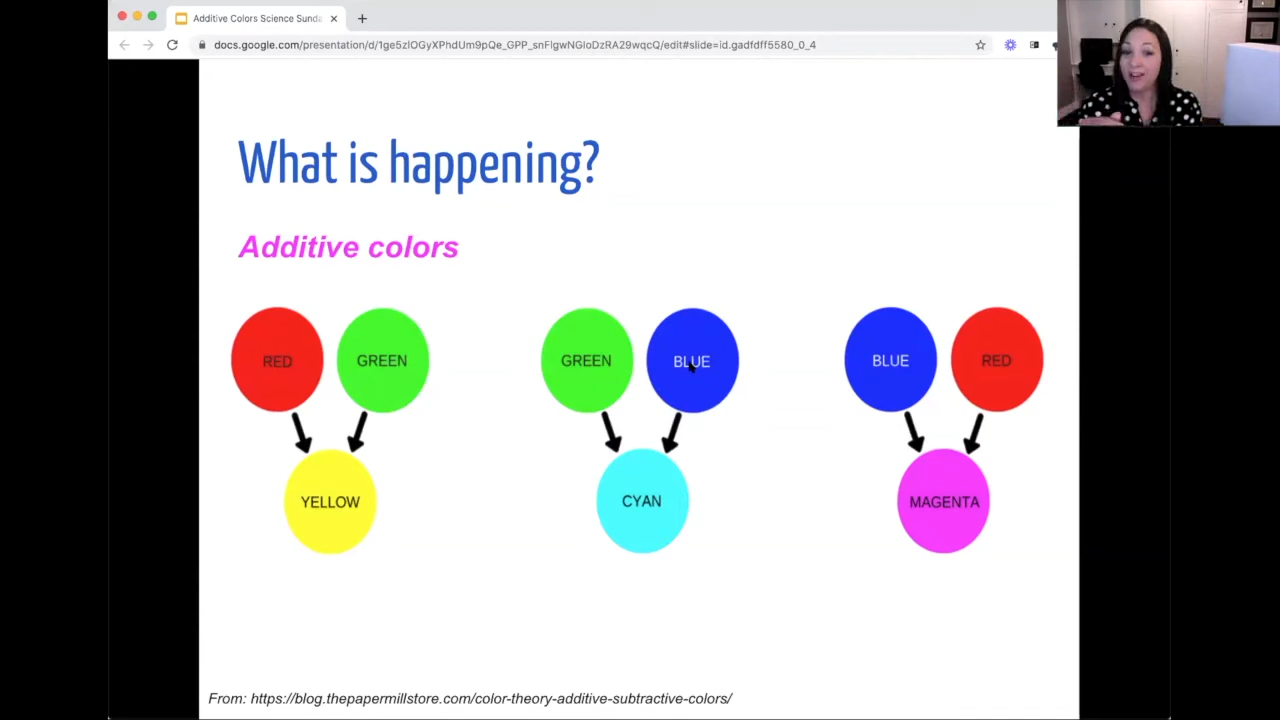 Additive Colors Science Sunda
docs.google.com/presentation/d/1ge5zlOGyXPhdUm9pQe_GPP_snFlgwNGloDzRA29wqcQ/edit#slide=id.gadfdff5580_0_4
What is happening?
Additive colors
RED GREEN GREEN BLUE BLUE RED
YELLOW CYAN MAGENTA
From: https://blog.thepapermillstore.com/color-theory-additive-subtractive-colors/